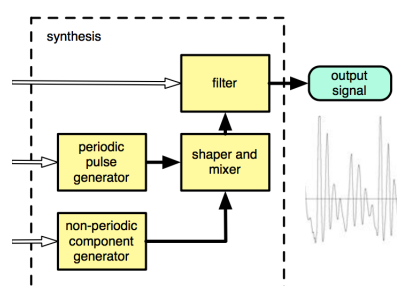 synthesis
filter
output
signal
periodic
pulse
generator
shaper and
mixer
non-periodic
component
generator